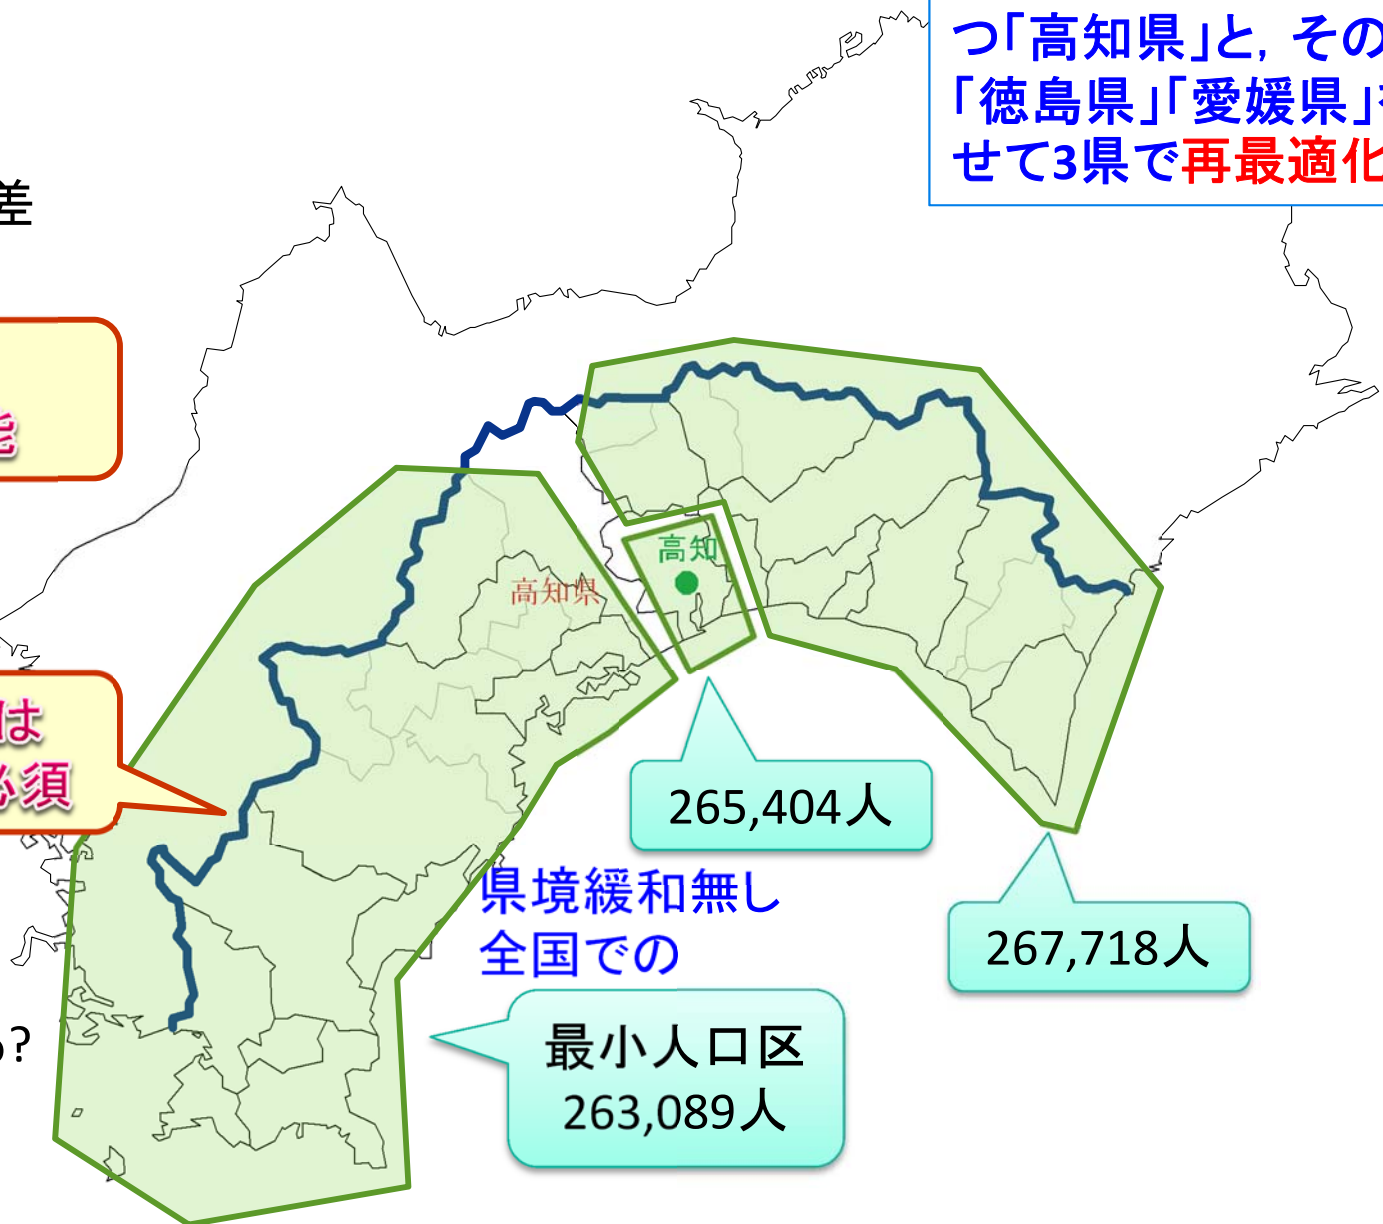 つ「高知県」と，その
「徳島県」「愛媛県」
せて3県で再最適化
差
能
高知
高知県
は
必須
265,404人
県境緩和無し
全国での
267,718人
最小人口区
263,089人
?